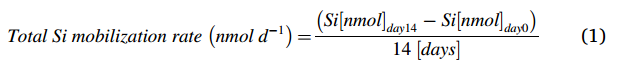 Total Si mobilization rate (nmol d⁻¹) = (Si[nmol]day14 − Si[nmol]day0) / 14 [days] (1)